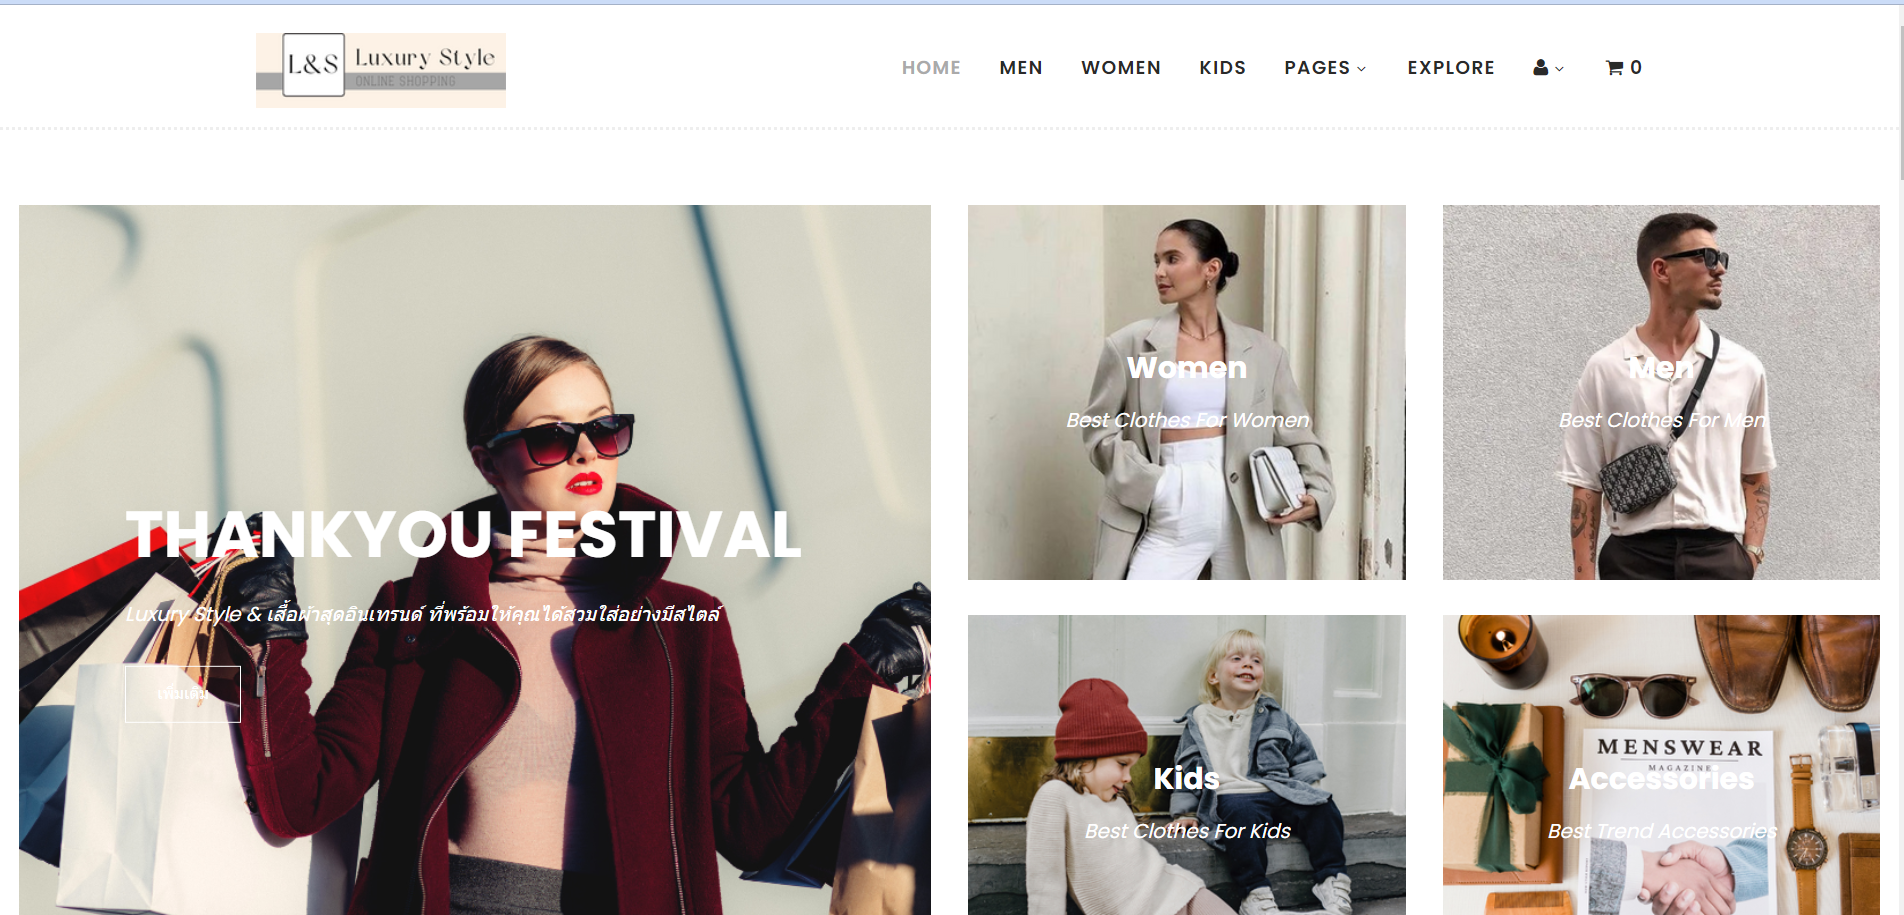 L&S
Luxury Style
ONLINE SHOPPING
HOME MEN WOMEN KIDS PAGES EXPLORE 0
THANKYOU FESTIVAL
Luxury Style & เสื้อผ้าสุดอินเทรนด์ ที่พร้อมให้คุณได้สวมใส่อย่างมีสไตล์
เพิ่มเติม
Women
Best Clothes For Women
Men
Best Clothes For Men
Kids
Best Clothes For Kids
MENSWEAR
MAGAZINE
Accessories
Best Trend Accessories